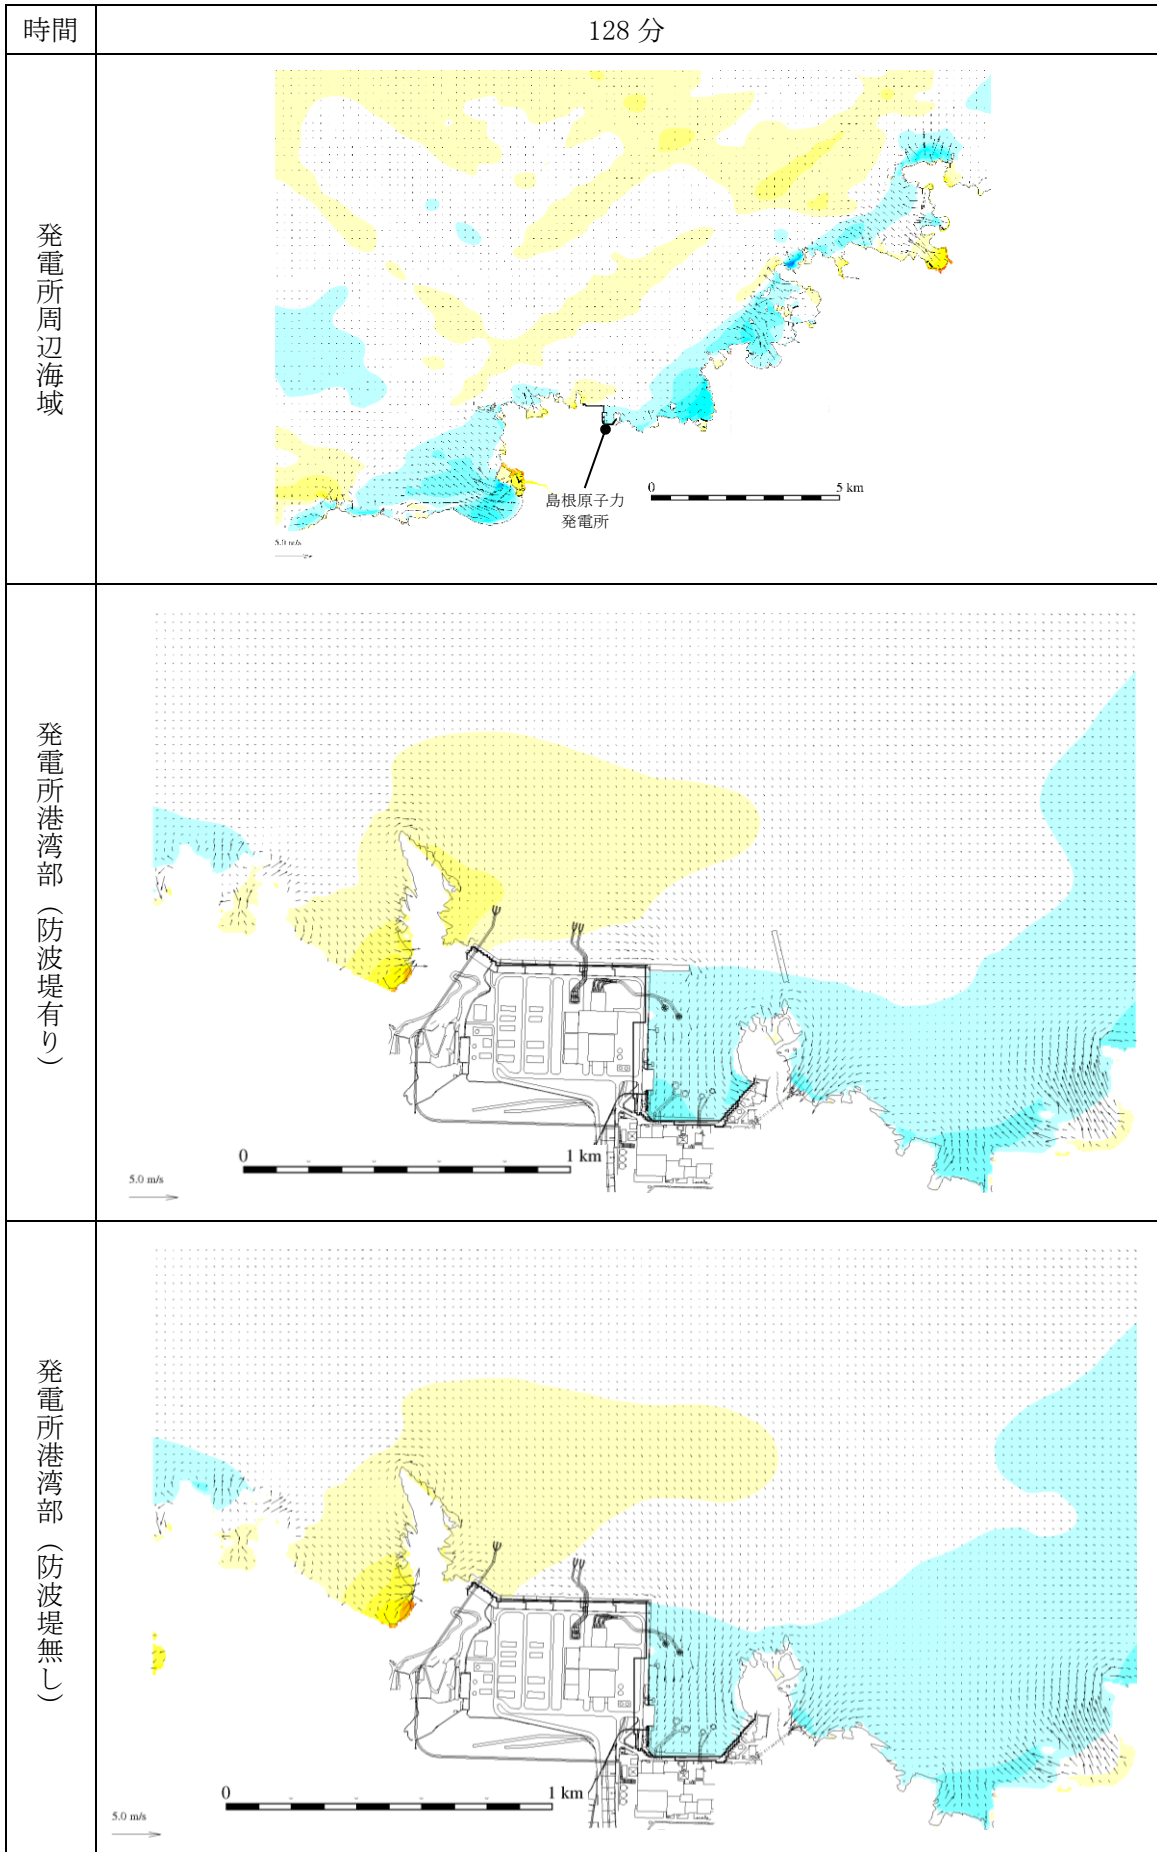 時間
128 分
発電所周辺海域
島根原子力
発電所
0
5 km
5.0 m/s
発電所港湾部（防波堤有り）
0
1 km
5.0 m/s
発電所港湾部（防波堤無し）
0
1 km
5.0 m/s